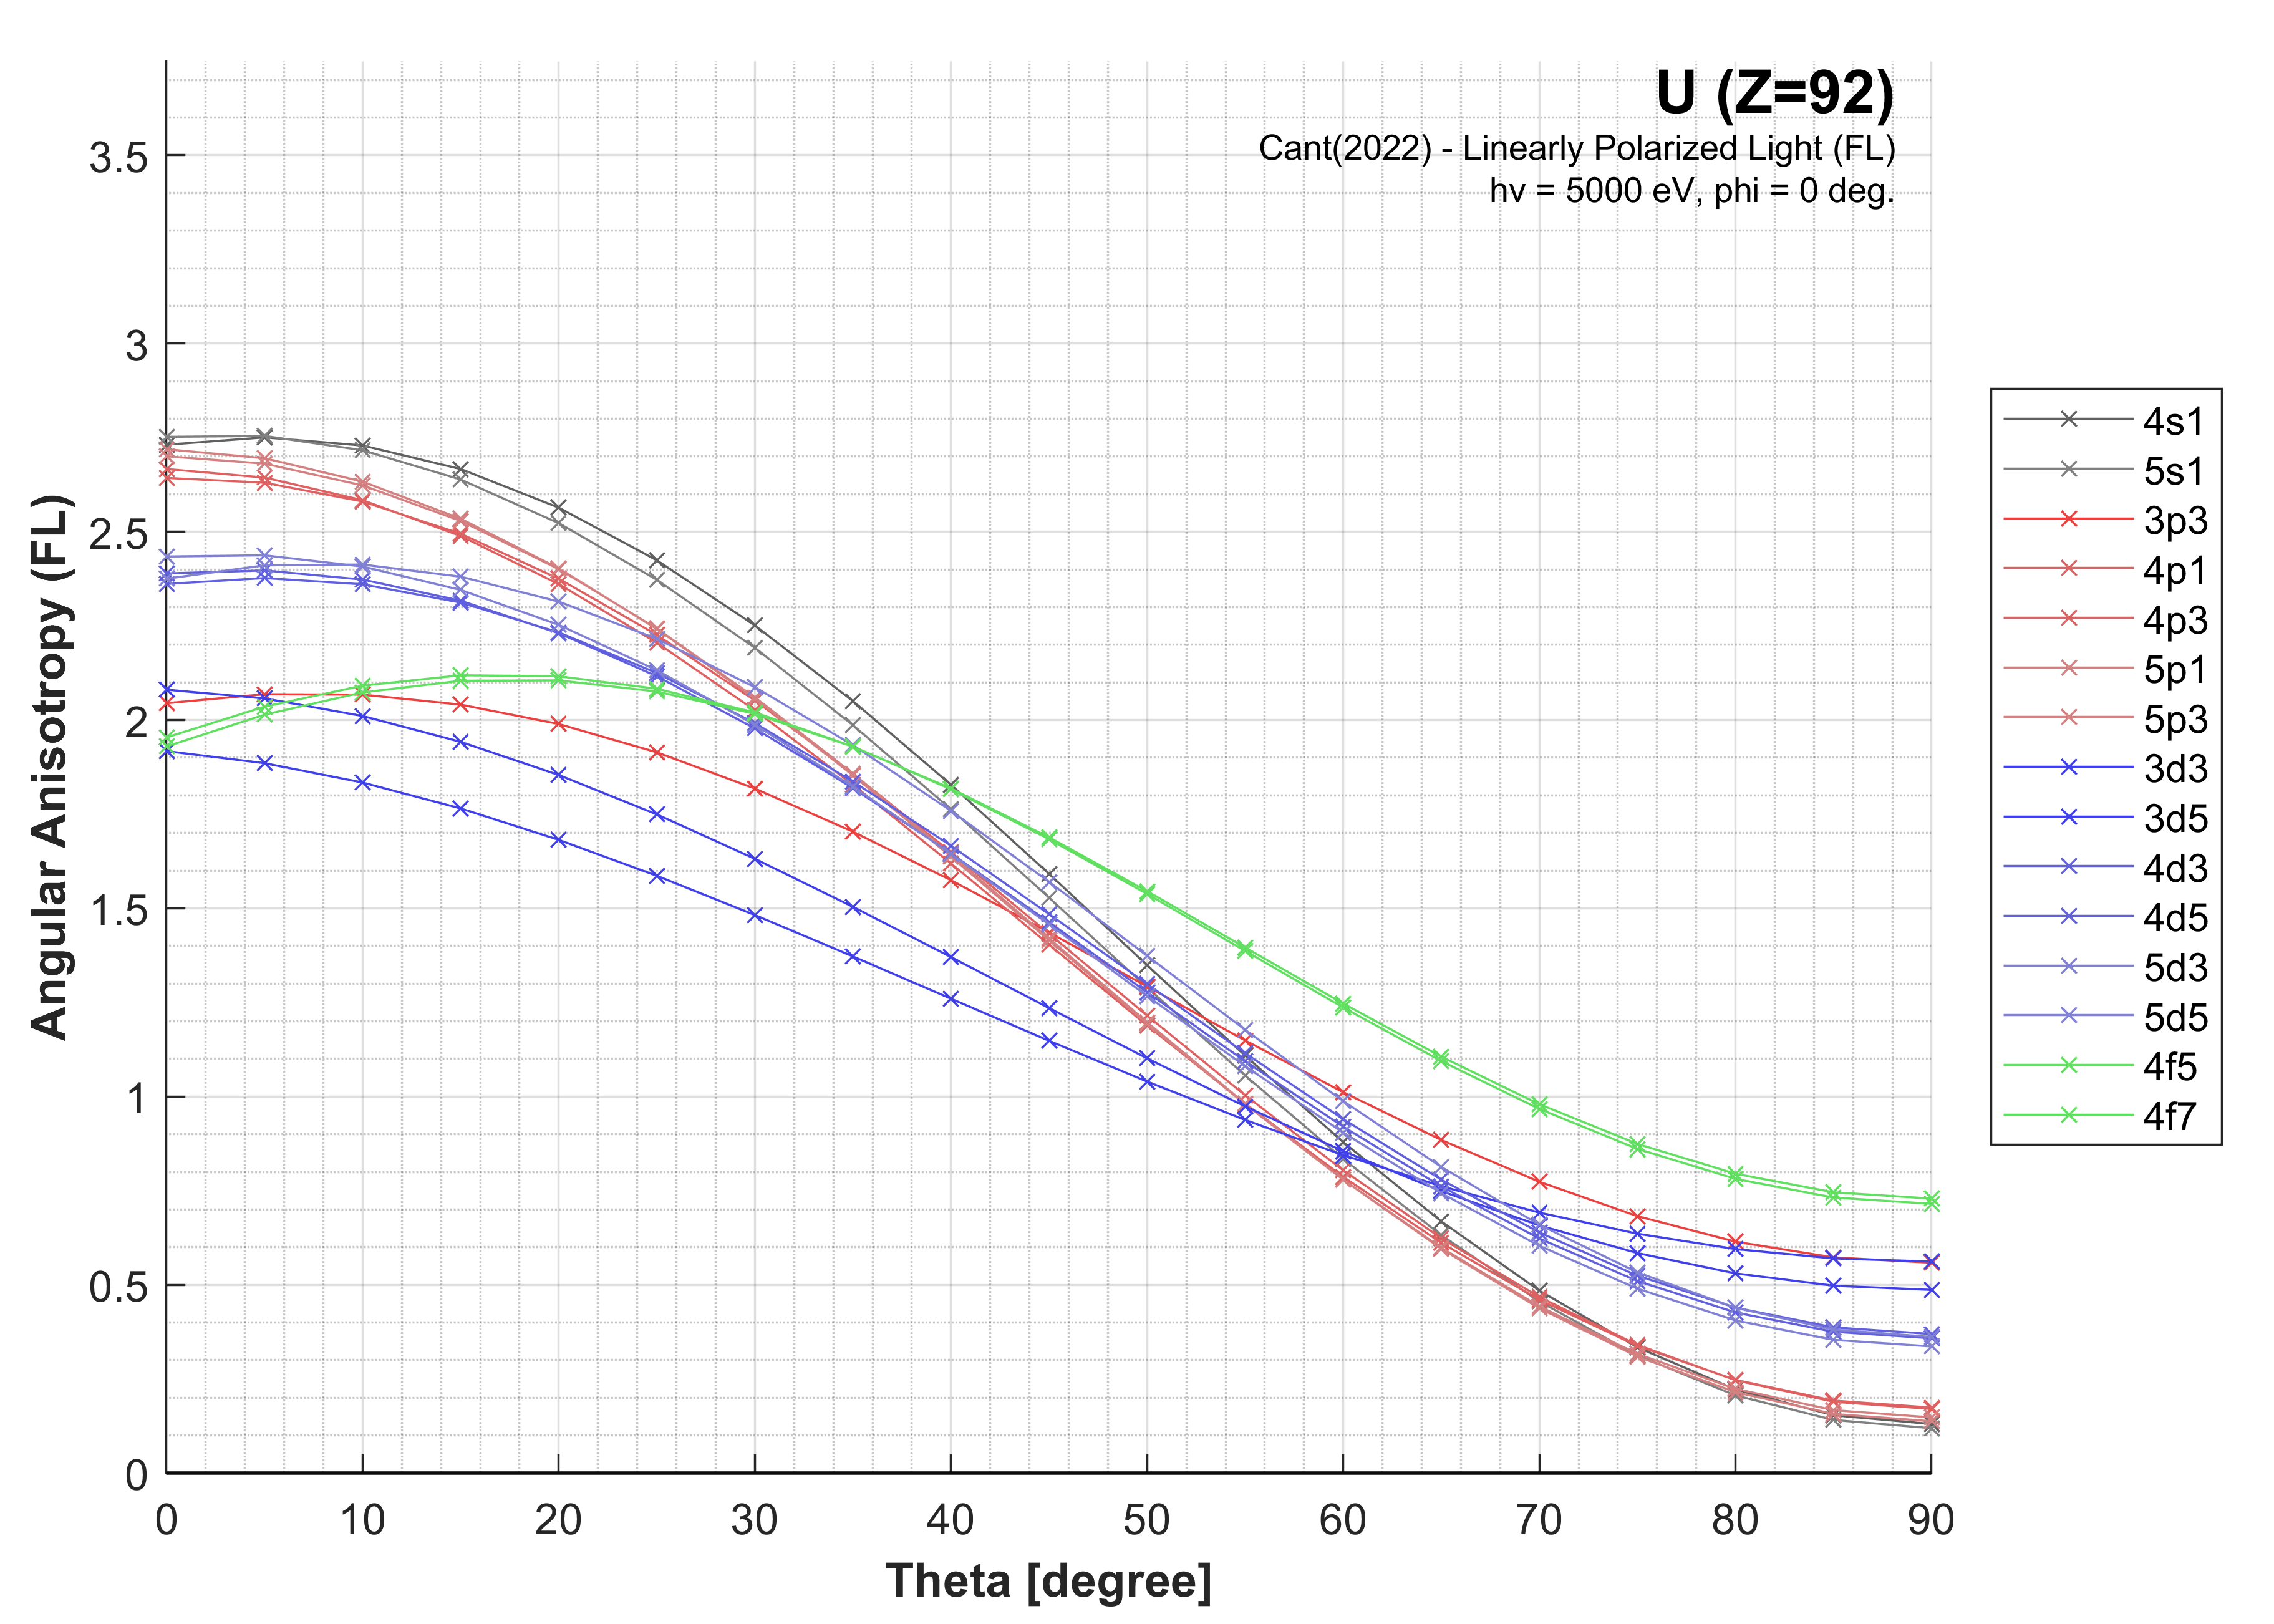 U (Z=92)
Cant(2022) - Linearly Polarized Light (FL)
hv = 5000 eV, phi = 0 deg.
Angular Anisotropy (FL)
3.5
3
2.5
2
1.5
1
0.5
0
0 10 20 30 40 50 60 70 80 90
Theta [degree]
4s1
5s1
3p3
4p1
4p3
5p1
5p3
3d3
3d5
4d3
4d5
5d3
5d5
4f5
4f7